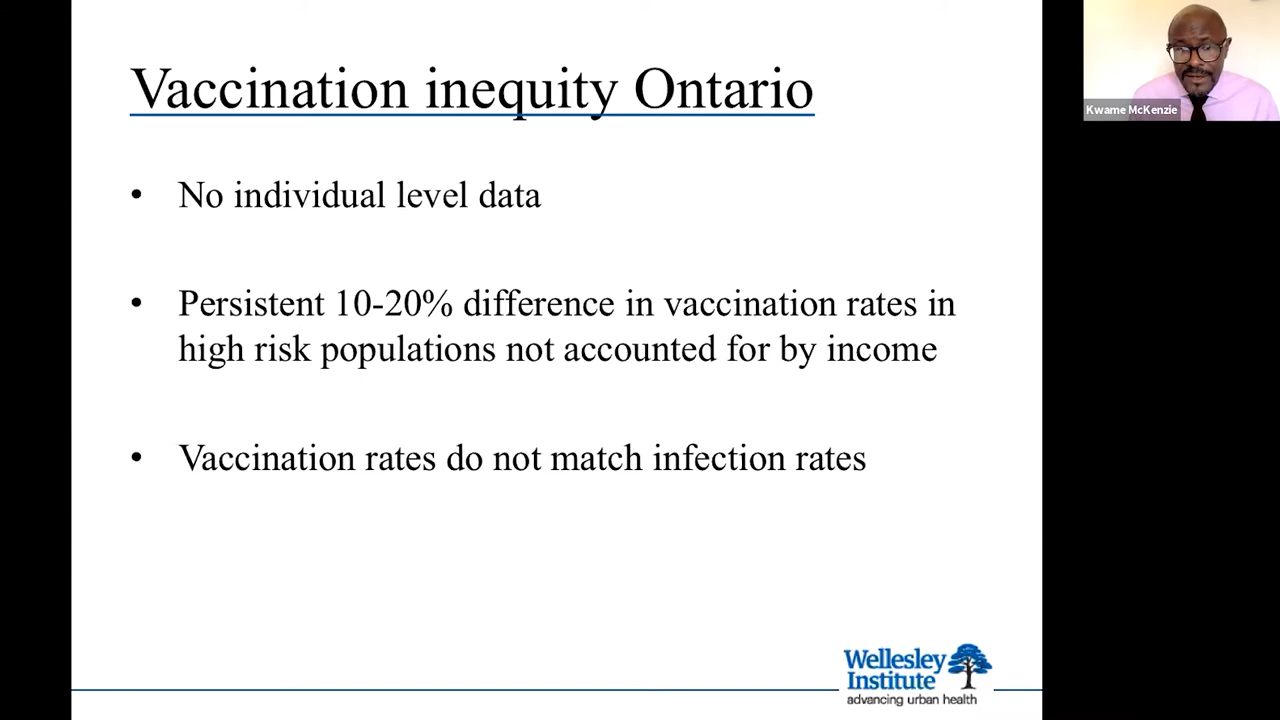 Vaccination inequity Ontario
• No individual level data
• Persistent 10-20% difference in vaccination rates in
high risk populations not accounted for by income
• Vaccination rates do not match infection rates
Wellesley
Institute
advancing urban health
Kwame McKenzie